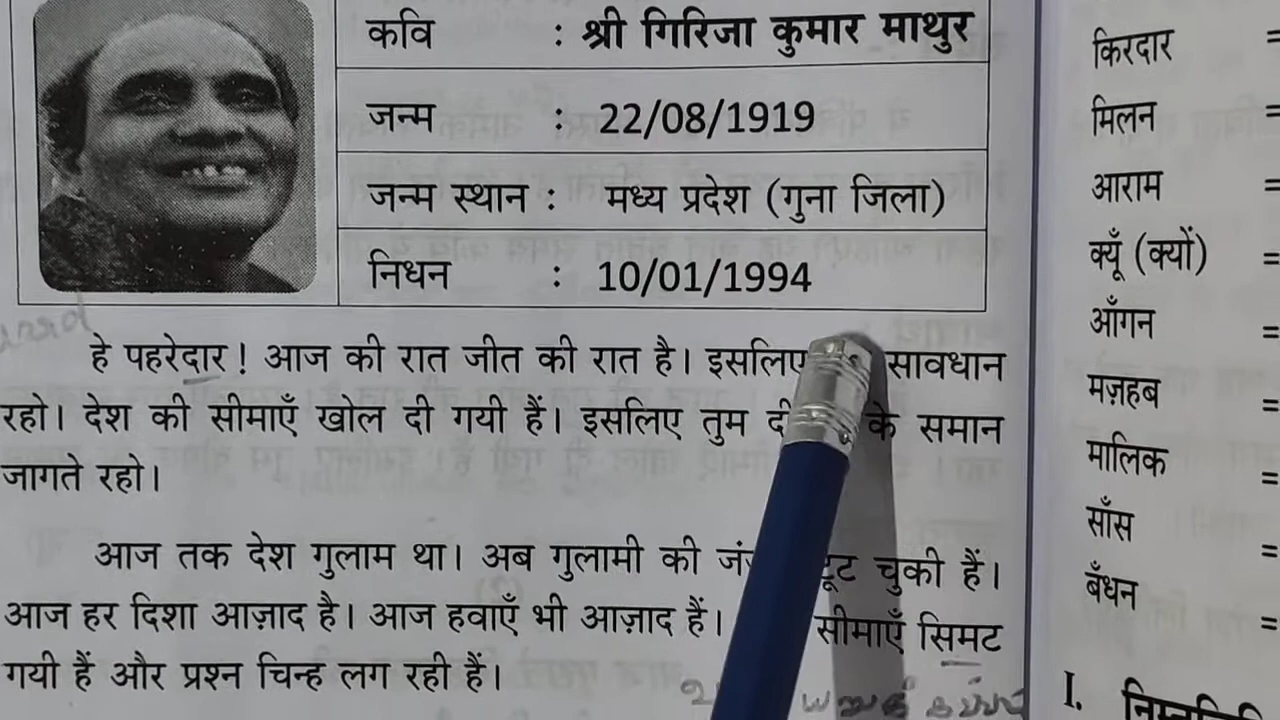 कवि : श्री गिरिजा कुमार माथुर
जन्म : 22/08/1919
जन्म स्थान : मध्य प्रदेश (गुना जिला)
निधन : 10/01/1994
हे पहरेदार! आज की रात जीत की रात है। इसलिए सावधान
रहो। देश की सीमाएँ खोल दी गयी हैं। इसलिए तुम के समान
जागते रहो।
आज तक देश गुलाम था। अब गुलामी की चुकी हैं।
आज हर दिशा आज़ाद है। आज हवाएँ भी आज़ाद हैं। सीमाएँ सिमट
गयी हैं और प्रश्न चिन्ह लग रही हैं।
किरदार =
मिलन =
आराम =
क्यूँ (क्यों) =
आँगन =
मज़हब =
मालिक =
साँस =
बँधन =
I.